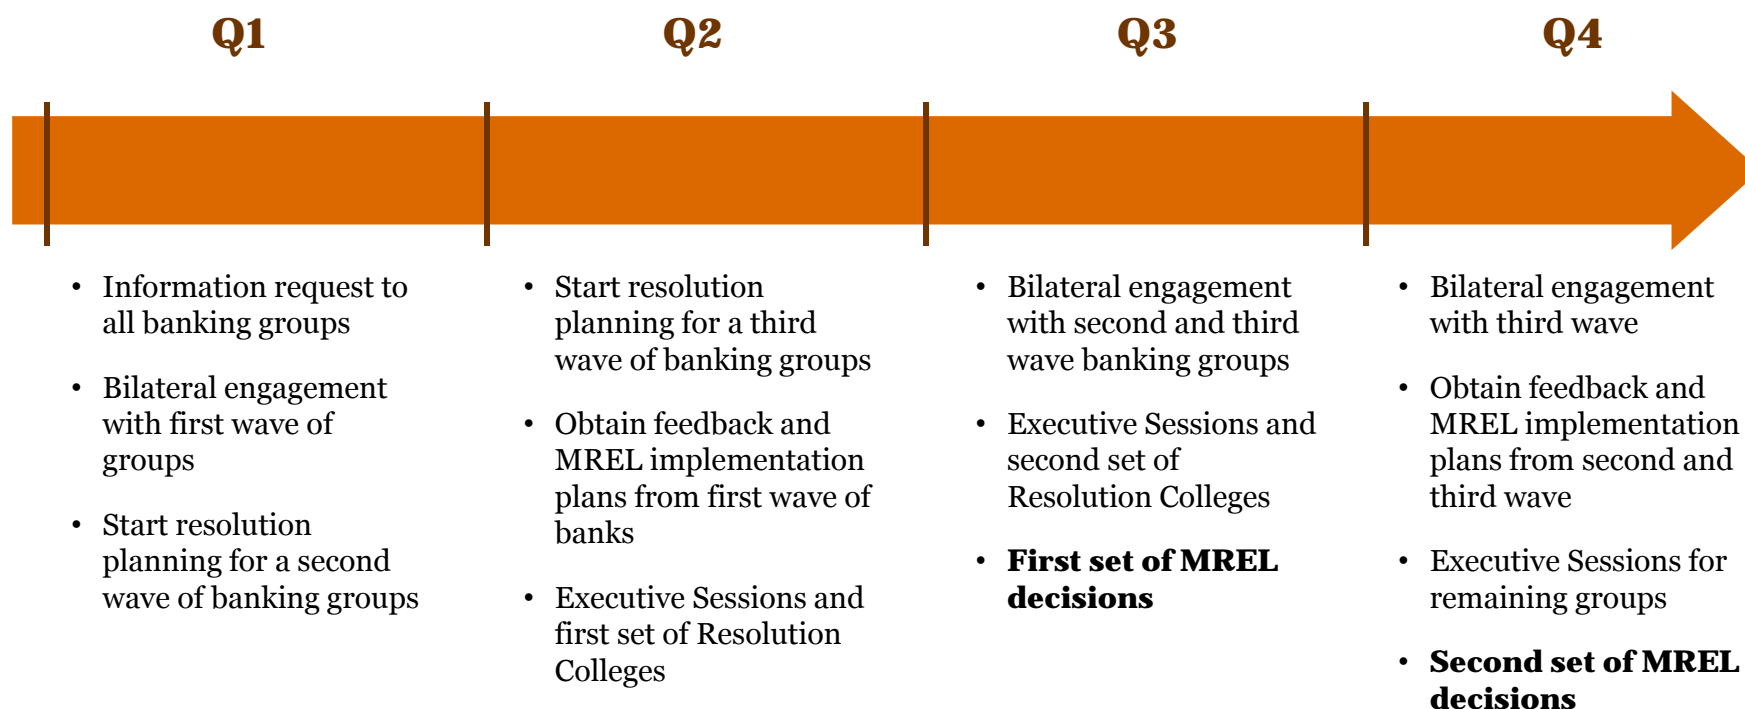 Q1
Q2
Q3
Q4
• Information request to
all banking groups
• Bilateral engagement
with first wave of
groups
• Start resolution
planning for a second
wave of banking groups
• Start resolution
planning for a third
wave of banking groups
• Obtain feedback and
MREL implementation
plans from first wave of
banks
• Executive Sessions and
first set of Resolution
Colleges
• Bilateral engagement
with second and third
wave banking groups
• Executive Sessions and
second set of
Resolution Colleges
• First set of MREL
decisions
• Bilateral engagement
with third wave
• Obtain feedback and
MREL implementation
plans from second and
third wave
• Executive Sessions for
remaining groups
• Second set of MREL
decisions